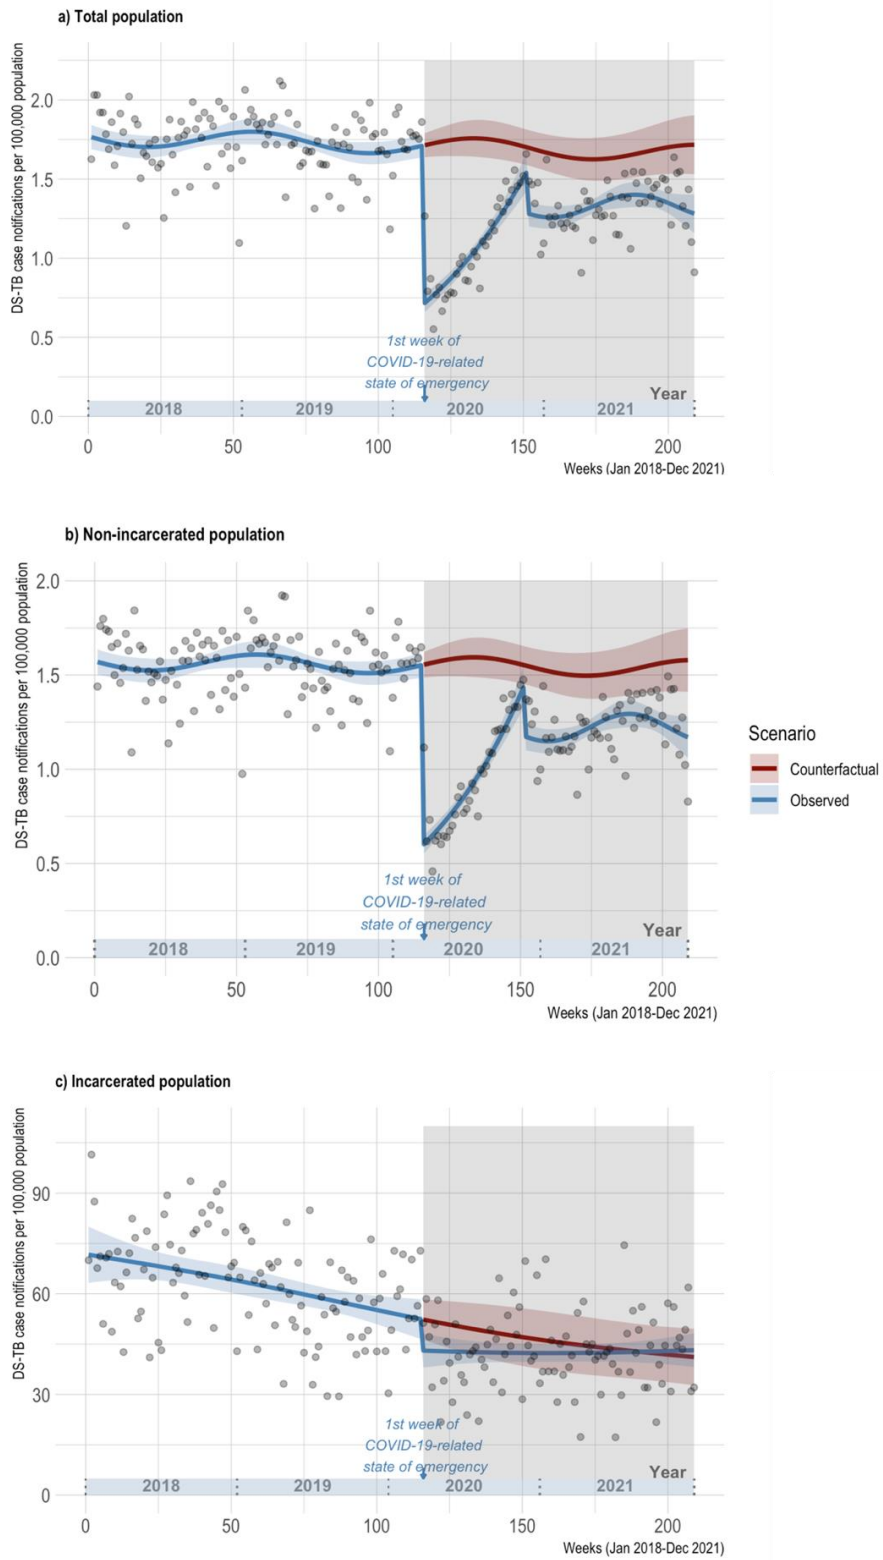 a) Total population
DS-TB case notifications per 100,000 population
2.0
1.5
1.0
0.5
0.0
1st week of
COVID-19-related
state of emergency
Year
2018 2019 2020 2021
0 50 100 150 200
Weeks (Jan 2018-Dec 2021)
b) Non-incarcerated population
DS-TB case notifications per 100,000 population
2.0
1.5
1.0
0.5
0.0
1st week of
COVID-19-related
state of emergency
Year
2018 2019 2020 2021
0 50 100 150 200
Weeks (Jan 2018-Dec 2021)
Scenario
Counterfactual
Observed
c) Incarcerated population
DS-TB case notifications per 100,000 population
90
60
30
0
1st week of
COVID-19-related
state of emergency
Year
2018 2019 2020 2021
0 50 100 150 200
Weeks (Jan 2018-Dec 2021)